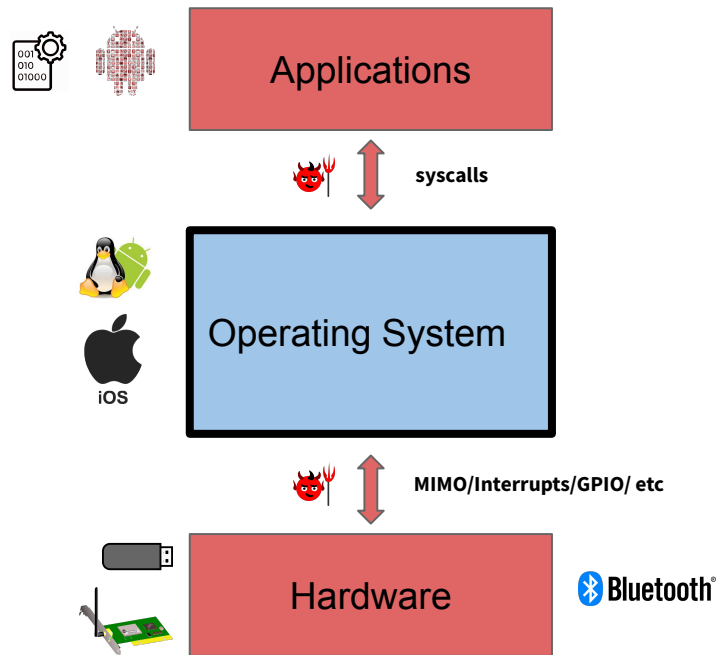 001
010
01000
Applications
syscalls
Operating System
iOS
MIMO/Interrupts/GPIO/ etc
Hardware
Bluetooth®